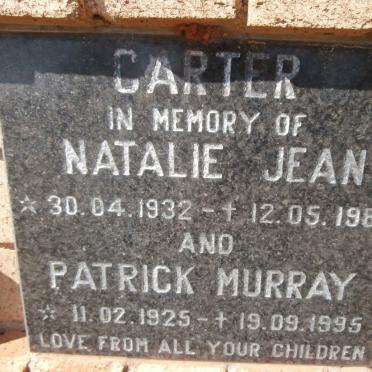 CARTER
IN MEMORY OF
NATALIE JEAN
☆ 30.04.1932 - † 12.05.198
AND
PATRICK MURRAY
☆ 11.02.1925 - † 19.09.1995
LOVE FROM ALL YOUR CHILDREN